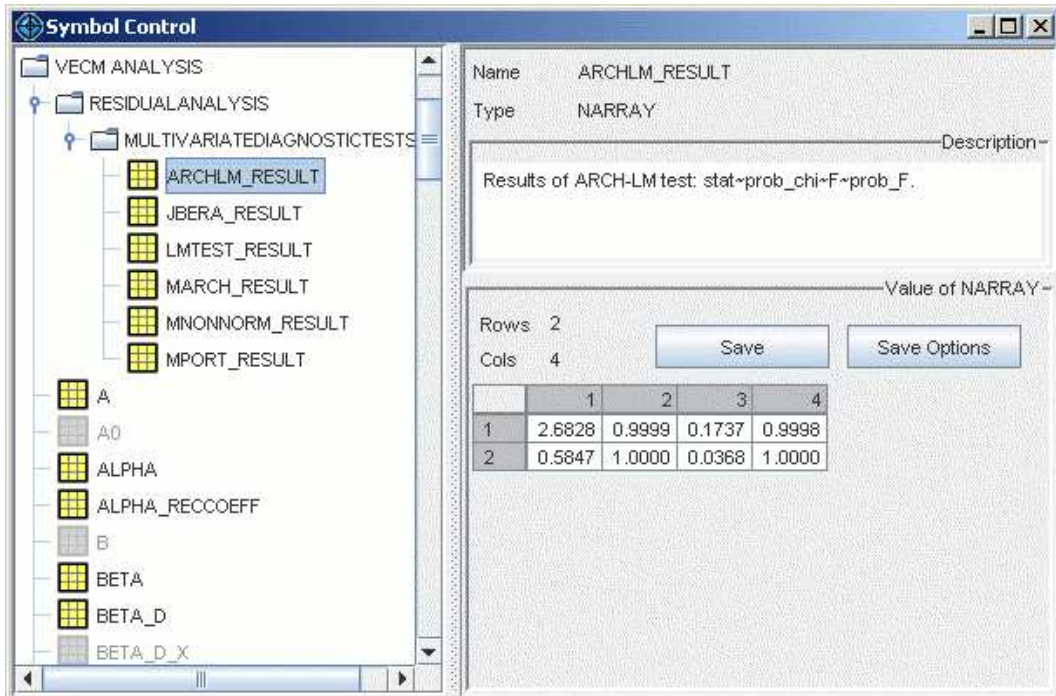 Symbol Control
VECM ANALYSIS
RESIDUALANALYSIS
MULTIVARIATEDIAGNOSTICTESTS
ARCHLM_RESULT
JBERA_RESULT
LMTEST_RESULT
MARCH_RESULT
MNONNORM_RESULT
MPORT_RESULT
A
A0
ALPHA
ALPHA_RECCOEFF
B
BETA
BETA_D
BETA_D_X
Name ARCHLM_RESULT
Type NARRAY
Description
Results of ARCH-LM test: stat~prob_chi~F~prob_F.
Value of NARRAY
Rows 2
Cols 4
Save
Save Options
1 2 3 4
1 2.6828 0.9999 0.1737 0.9998
2 0.5847 1.0000 0.0368 1.0000